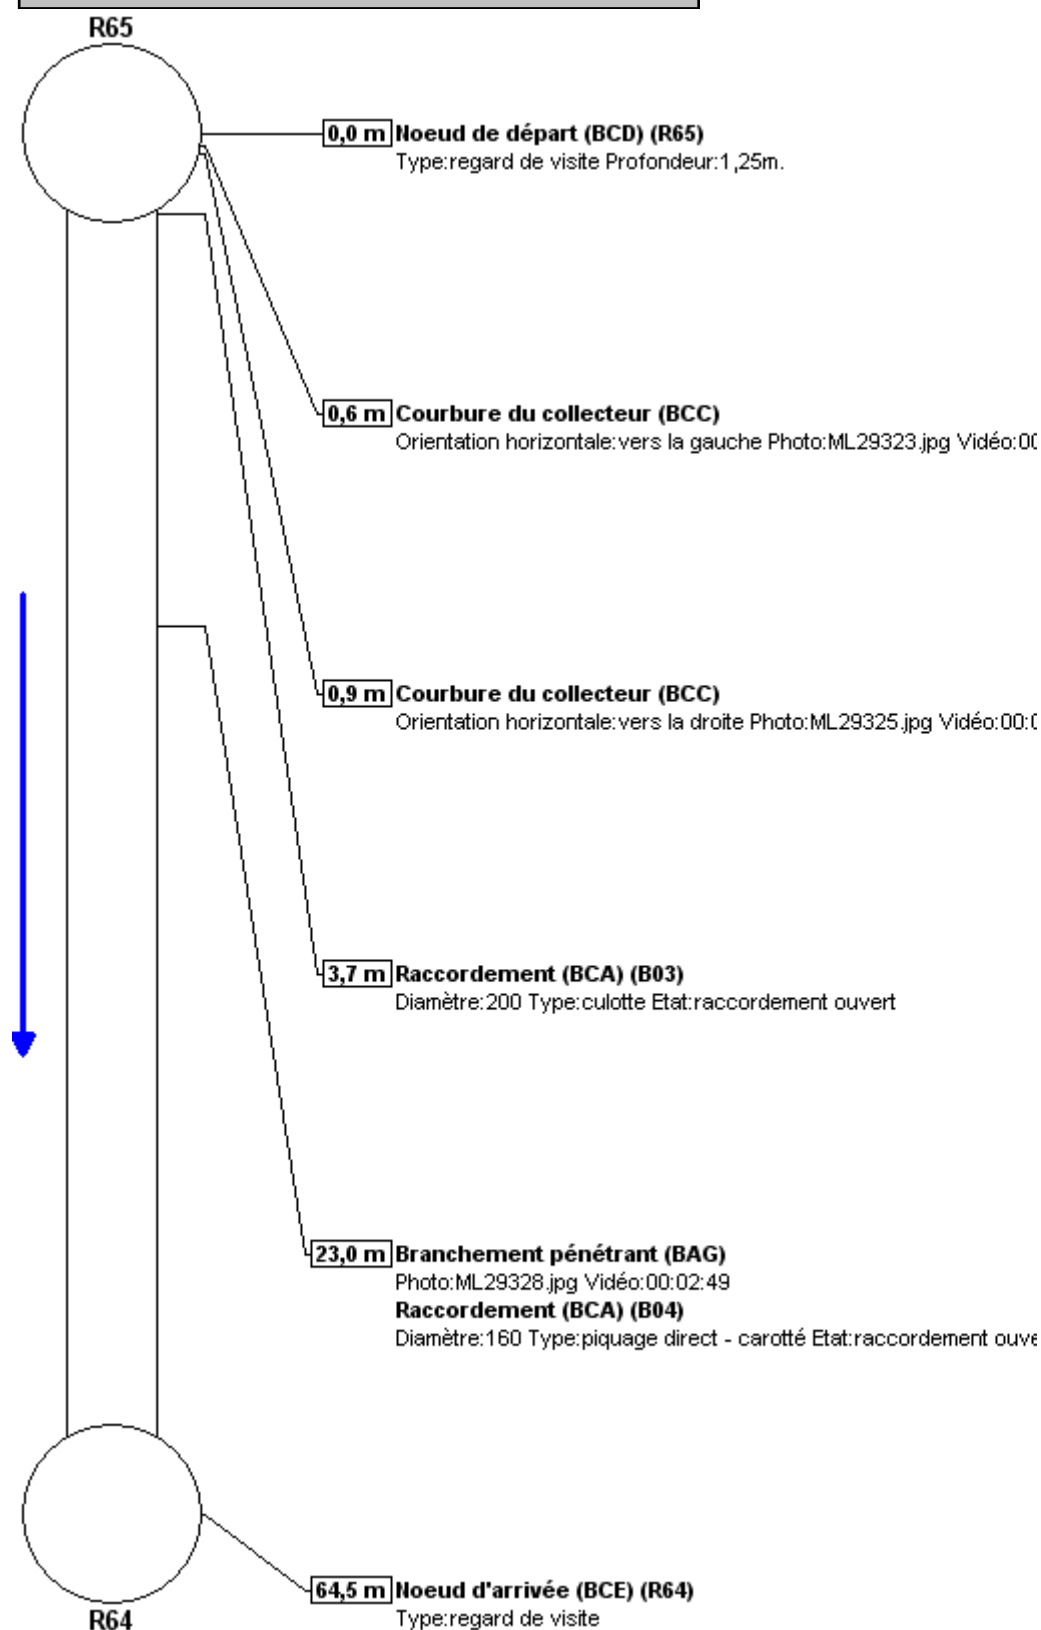 R65
0,0 m Noeud de départ (BCD) (R65)
Type:regard de visite Profondeur:1,25m.
0,6 m Courbure du collecteur (BCC)
Orientation horizontale:vers la gauche Photo:ML29323.jpg Vidéo:00
0,9 m Courbure du collecteur (BCC)
Orientation horizontale:vers la droite Photo:ML29325.jpg Vidéo:00:0
3,7 m Raccordement (BCA) (B03)
Diamètre:200 Type:culotte Etat:raccordement ouvert
23,0 m Branchement pénétrant (BAG)
Photo:ML29328.jpg Vidéo:00:02:49
Raccordement (BCA) (B04)
Diamètre:160 Type:piquage direct - carotté Etat:raccordement ouve
64,5 m Noeud d'arrivée (BCE) (R64)
Type:regard de visite
R64